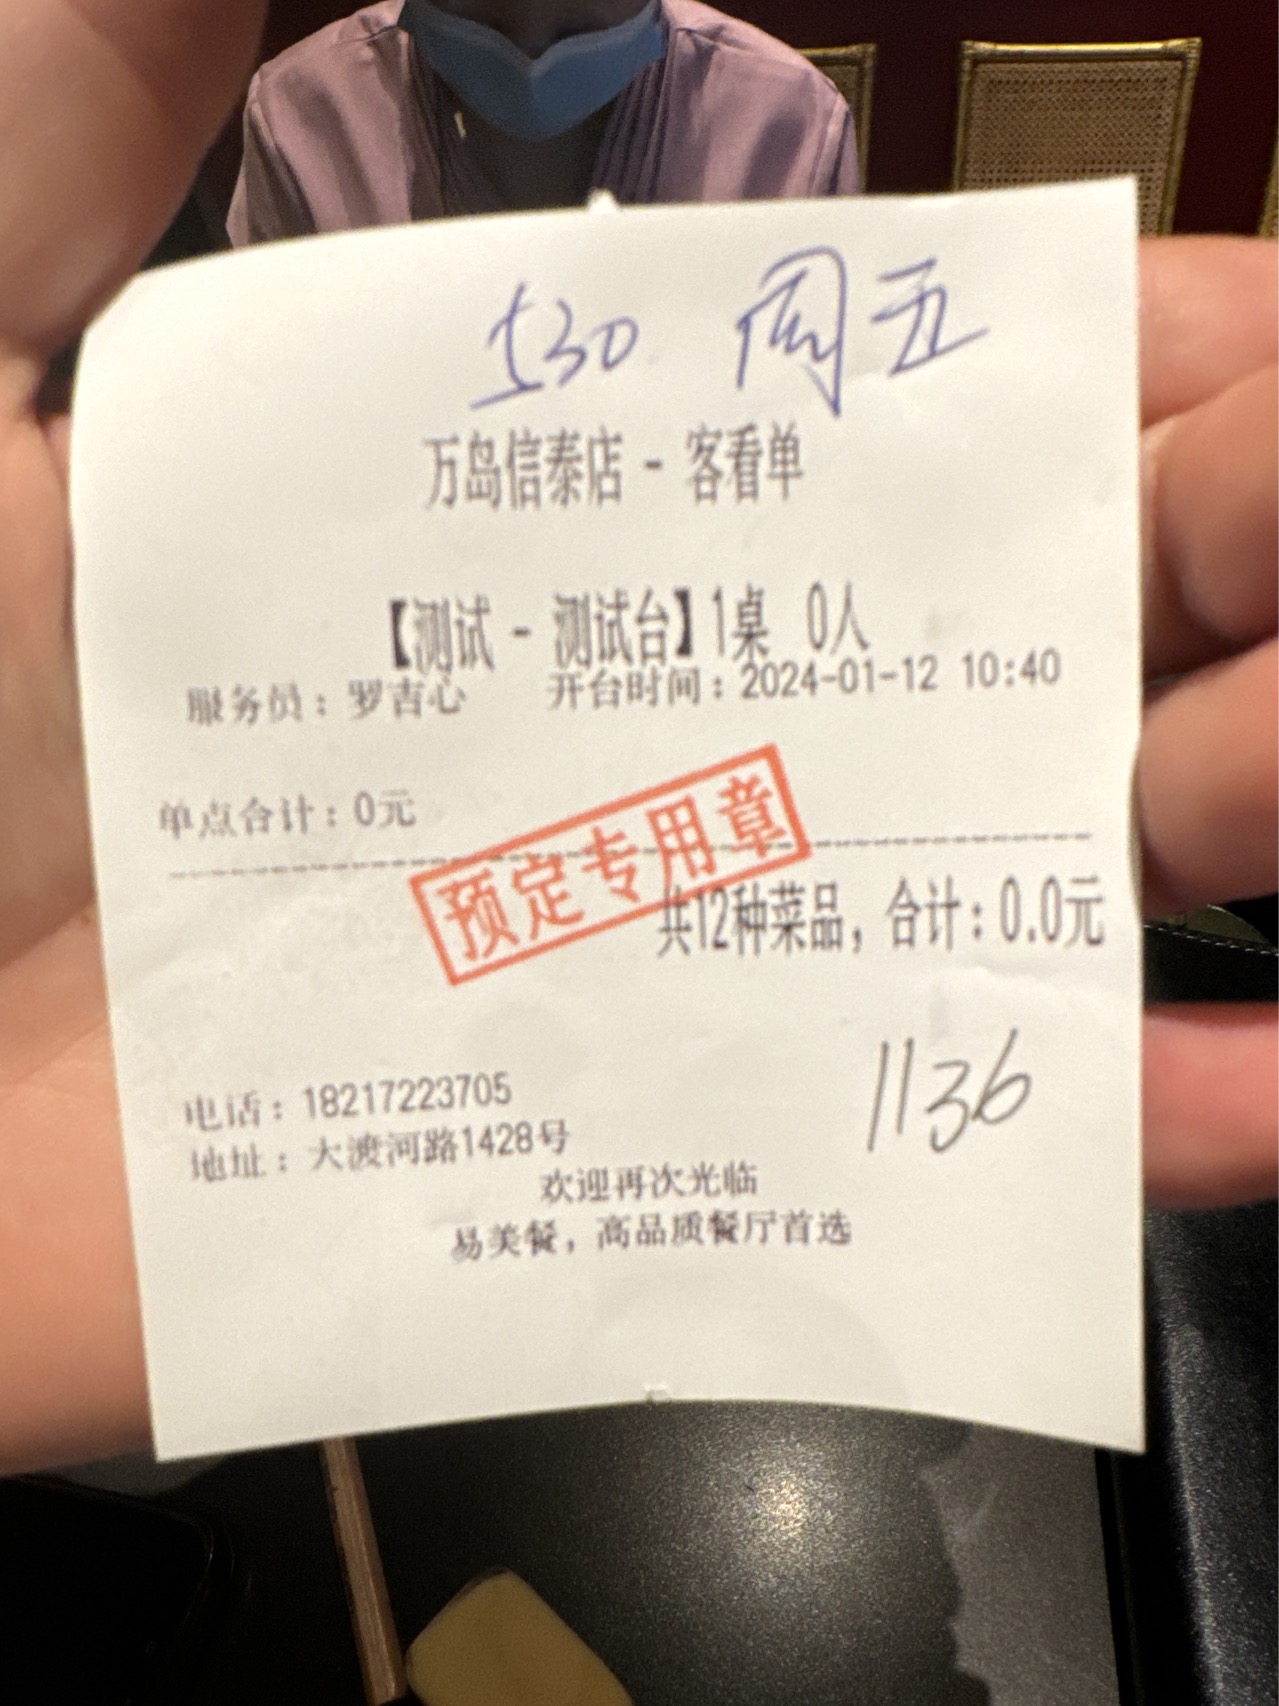 530 周五
万岛信泰店 - 客看单
【测试 - 测试台】1桌 0人
服务员：罗吉心 开台时间：2024-01-12 10:40
单点合计：0元
预定专用章
共12种菜品，合计：0.0元
1136
电话：18217223705
地址：大渡河路1428号
欢迎再次光临
易美餐，高品质餐厅首选